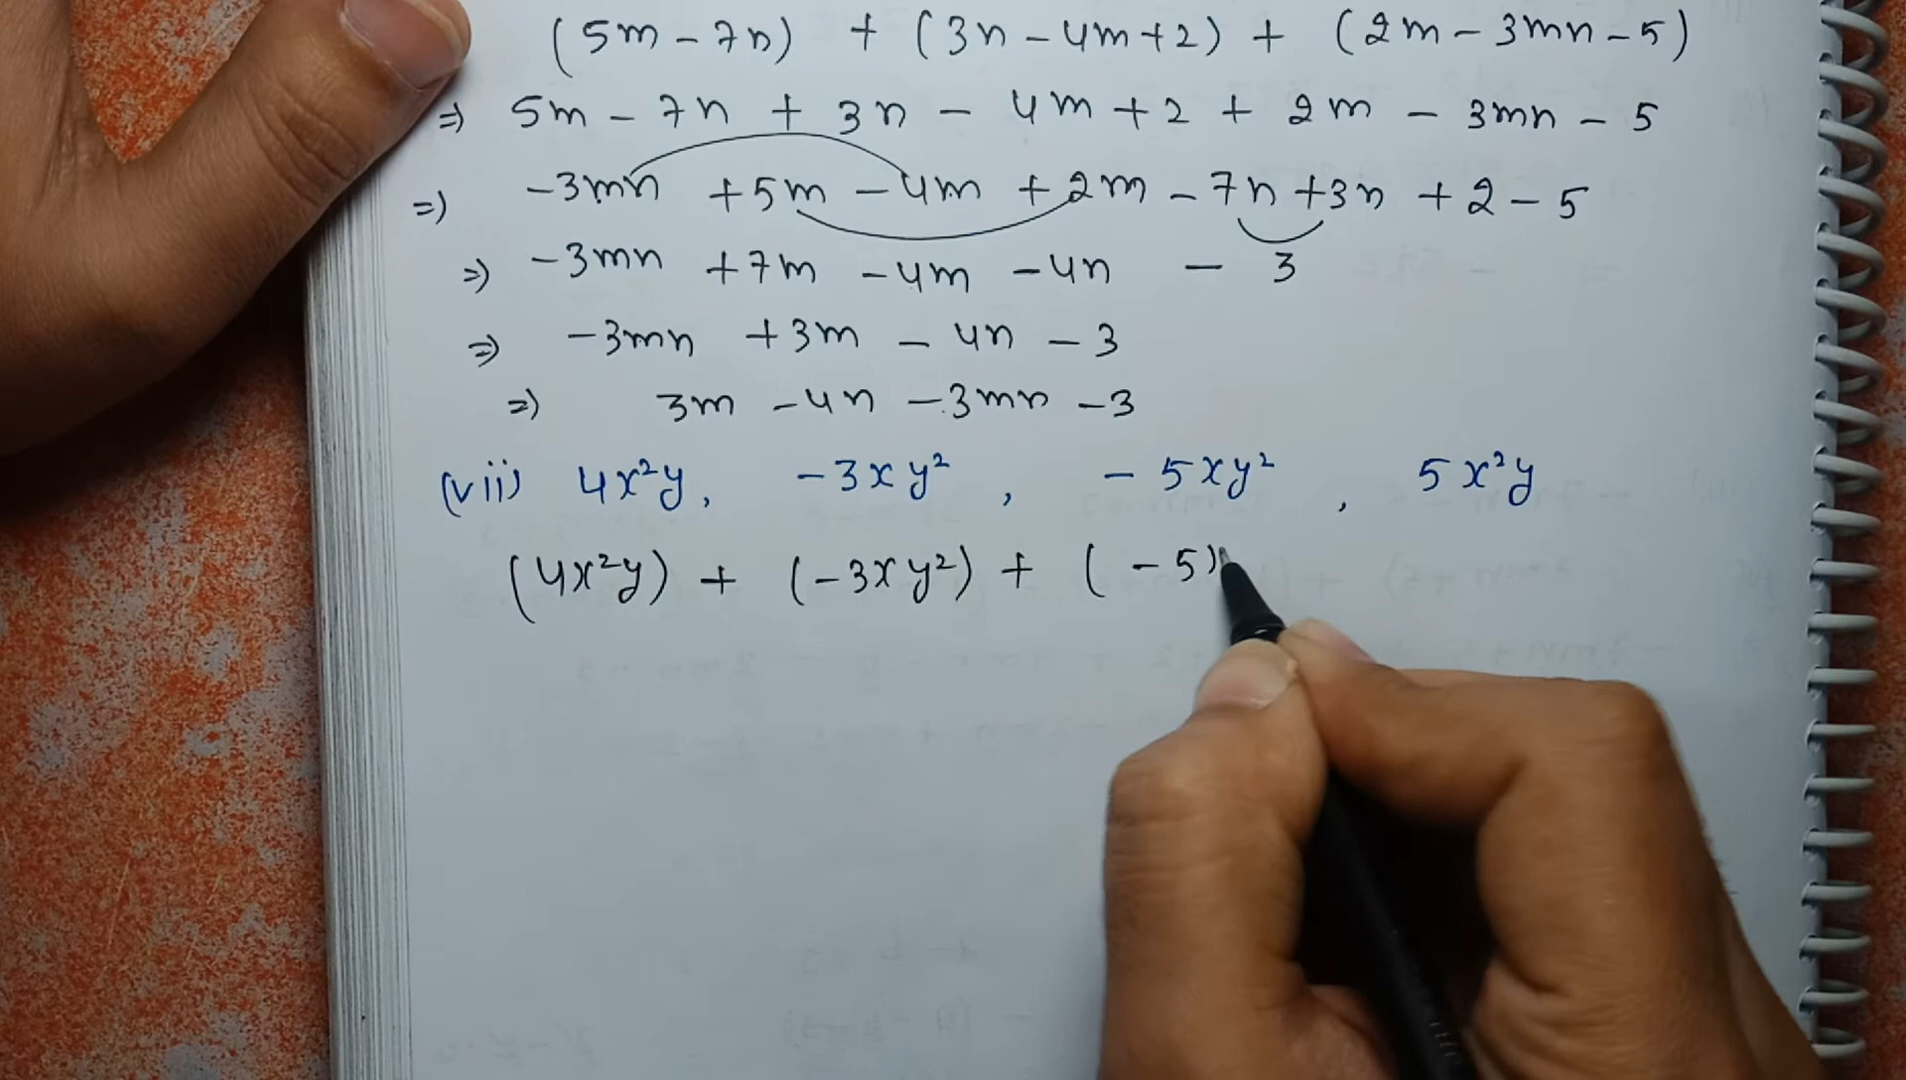 (5m - 7n) + (3n - 4m + 2) + (2m - 3mn - 5)
=) 5m - 7n + 3n - 4m + 2 + 2m - 3mn - 5
=) -3mn +5m -4m +2m -7n +3n +2 - 5
=) -3mn +7m -4m -4n - 3
=) -3mn +3m - 4n - 3
=) 3m -4n -3mn -3
(vii) 4x²y, -3xy², -5xy², 5x²y
(4x²y) + (-3xy²) + ( -5